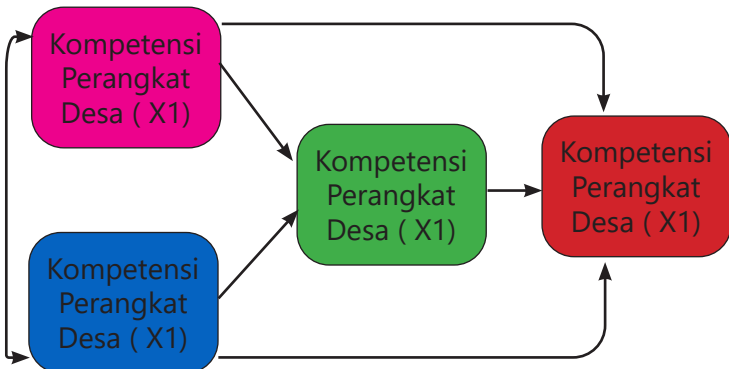 Kompetensi
Perangkat
Desa ( X1)
Kompetensi
Perangkat
Desa ( X1)
Kompetensi
Perangkat
Desa ( X1)
Kompetensi
Perangkat
Desa ( X1)